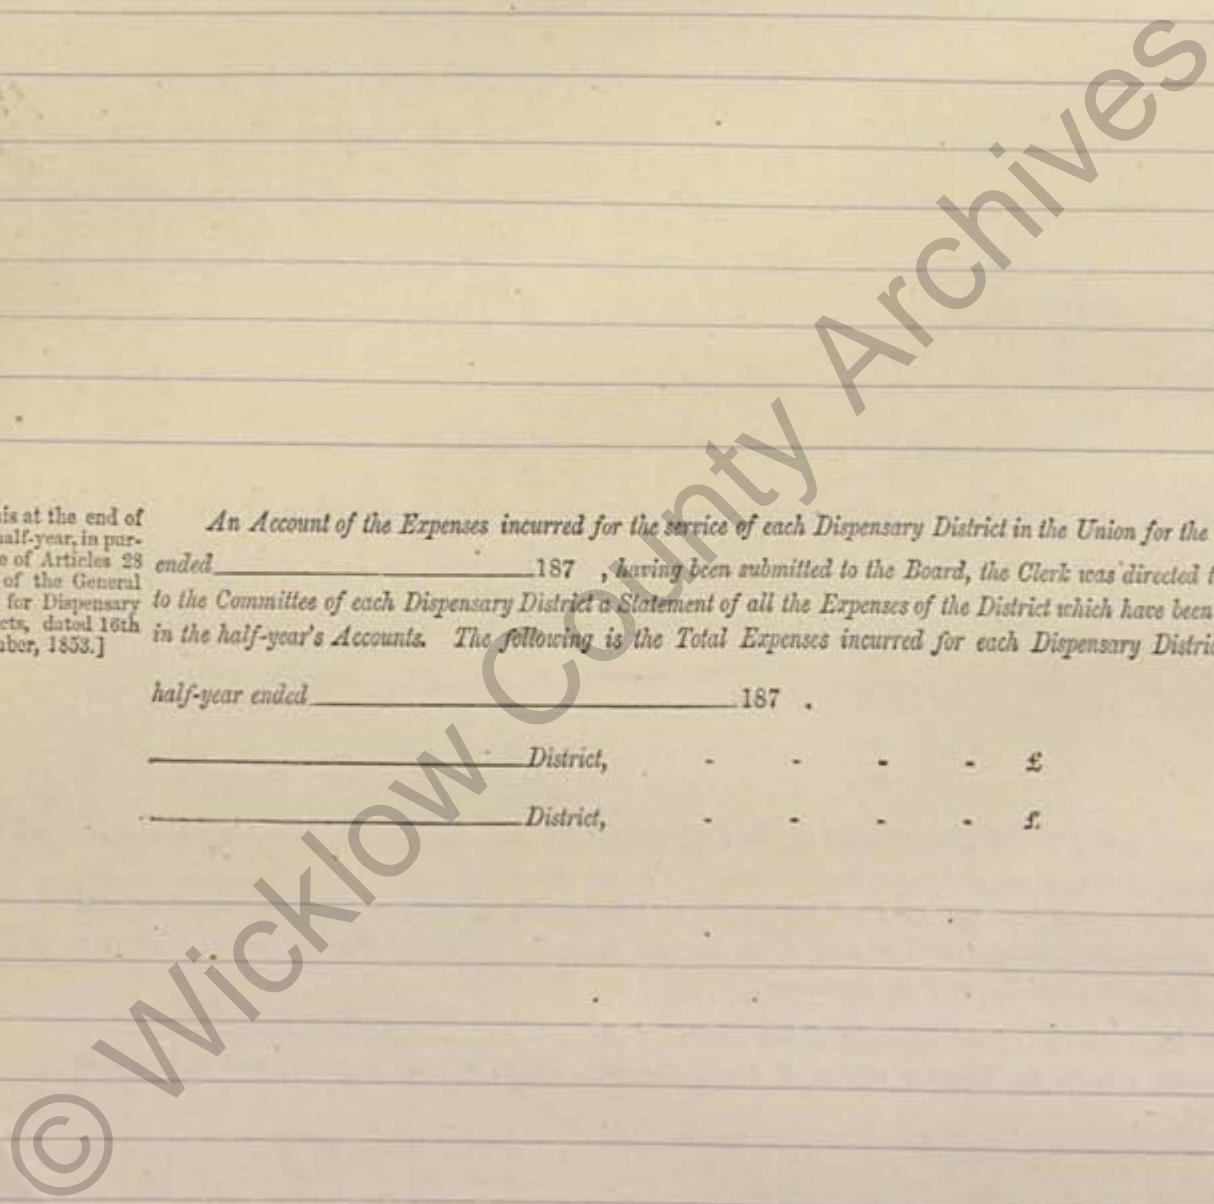 is at the end of
half-year, in pur-
e of Articles 28
of the General
for Dispensary
cts, dated 16th
ber, 1853.]
An Account of the Expenses incurred for the service of each Dispensary District in the Union for the
ended 187 , having been submitted to the Board, the Clerk was directed t
to the Committee of each Dispensary District a Statement of all the Expenses of the District which have been
in the half-year's Accounts. The following is the Total Expenses incurred for each Dispensary Distric
half-year ended 187 .
District, - - - - £
District, - - - - £
© Wicklow County Archives